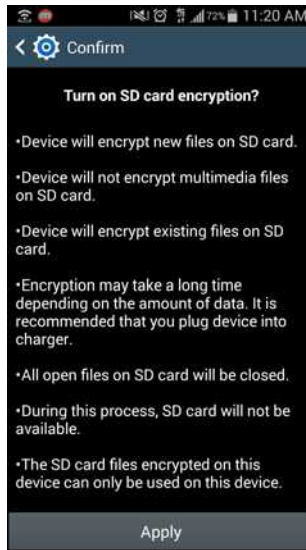 72% 11:20 AM
Confirm
Turn on SD card encryption?
•Device will encrypt new files on SD card.
•Device will not encrypt multimedia files
on SD card.
•Device will encrypt existing files on SD
card.
•Encryption may take a long time
depending on the amount of data. It is
recommended that you plug device into
charger.
•All open files on SD card will be closed.
•During this process, SD card will not be
available.
•The SD card files encrypted on this
device can only be used on this device.
Apply